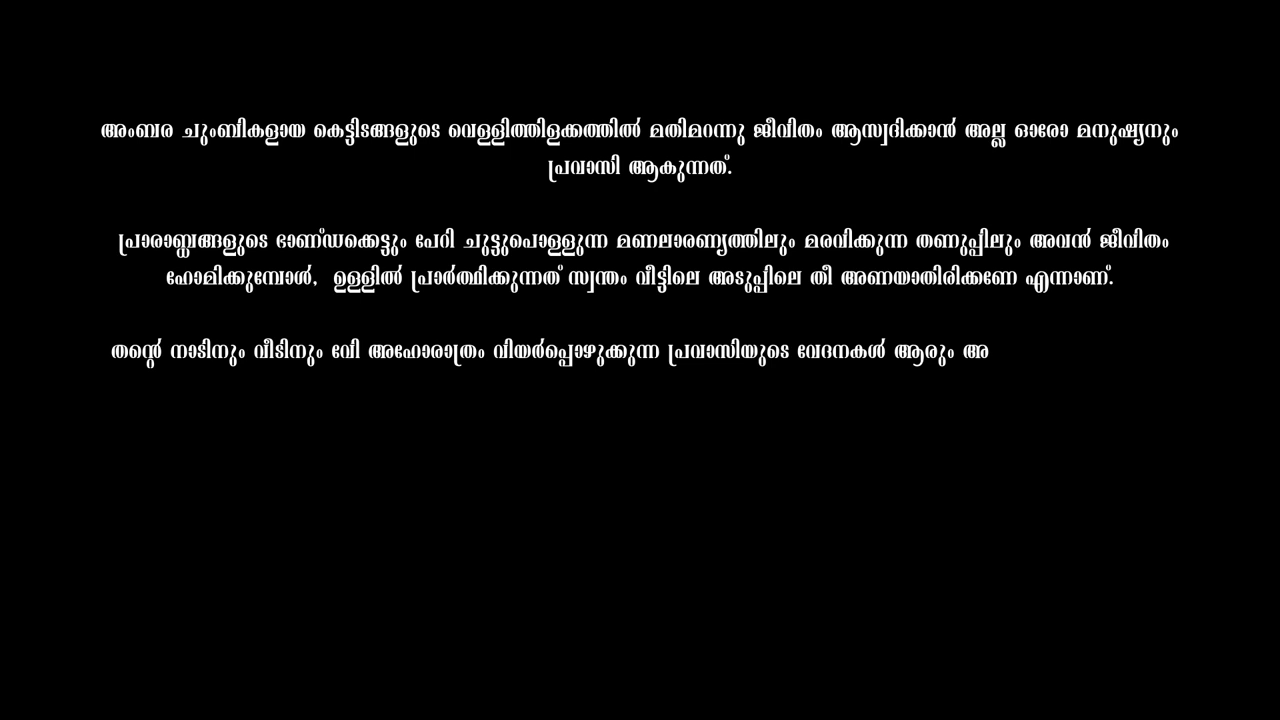 അംബര ചുംബികളായ കെട്ടിടങ്ങളുടെ വെള്ളിത്തിളക്കത്തിൽ മതിമറന്നു ജീവിതം ആസ്വദിക്കാൻ അല്ല ഓരോ മനുഷ്യനും
പ്രവാസി ആകുന്നത്.
പ്രാരാബ്ധങ്ങളുടെ ഭാണ്ഡക്കെട്ടും പേറി ചുട്ടുപൊള്ളുന്ന മണലാരണ്യത്തിലും മരവിക്കുന്ന തണുപ്പിലും അവൻ ജീവിതം
ഹോമിക്കുമ്പോൾ, ഉള്ളിൽ പ്രാർത്ഥിക്കുന്നത് സ്വന്തം വീട്ടിലെ അടുപ്പിലെ തീ അണയാതിരിക്കണേ എന്നാണ്.
തന്റെ നാടിനും വീടിനും വേി അഹോരാത്രം വിയർപ്പൊഴുക്കുന്ന പ്രവാസിയുടെ വേദനകൾ ആരും അ